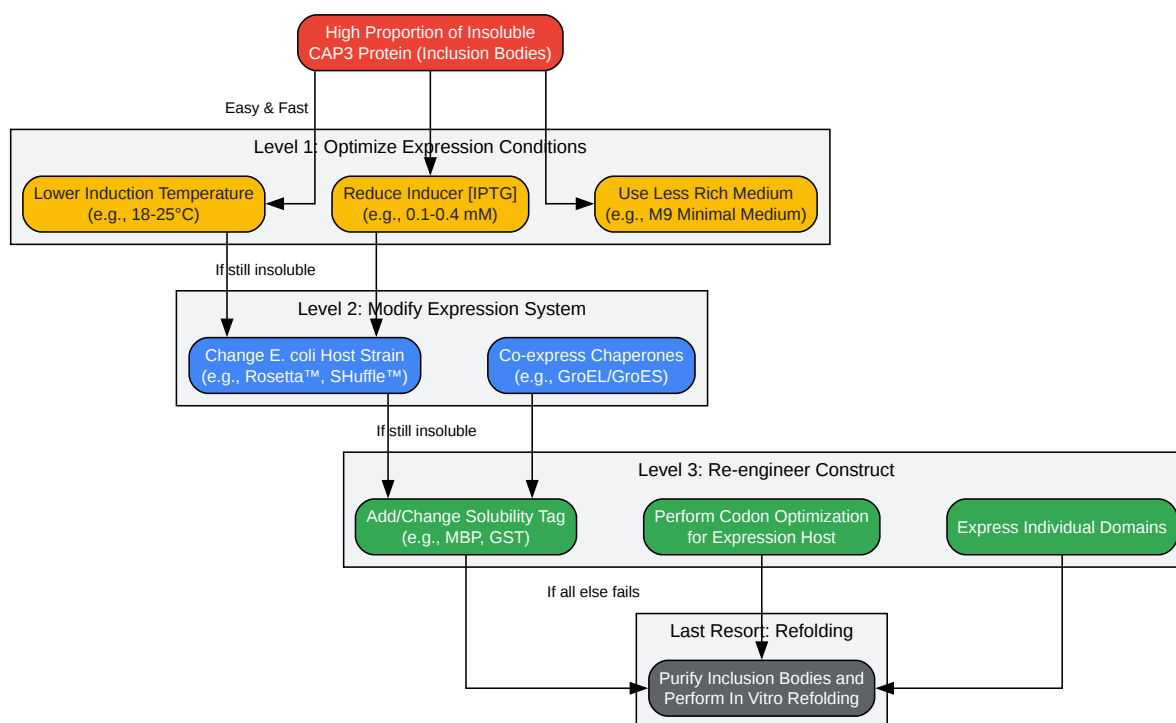 High Proportion of Insoluble
CAP3 Protein (Inclusion Bodies)
Easy & Fast
Level 1: Optimize Expression Conditions
Lower Induction Temperature
(e.g., 18-25°C)
Reduce Inducer [IPTG]
(e.g., 0.1-0.4 mM)
Use Less Rich Medium
(e.g., M9 Minimal Medium)
If still insoluble
Level 2: Modify Expression System
Change E. coli Host Strain
(e.g., Rosetta™, SHuffle™)
Co-express Chaperones
(e.g., GroEL/GroES)
If still insoluble
Level 3: Re-engineer Construct
Add/Change Solubility Tag
(e.g., MBP, GST)
Perform Codon Optimization
for Expression Host
Express Individual Domains
If all else fails
Last Resort: Refolding
Purify Inclusion Bodies and
Perform In Vitro Refolding